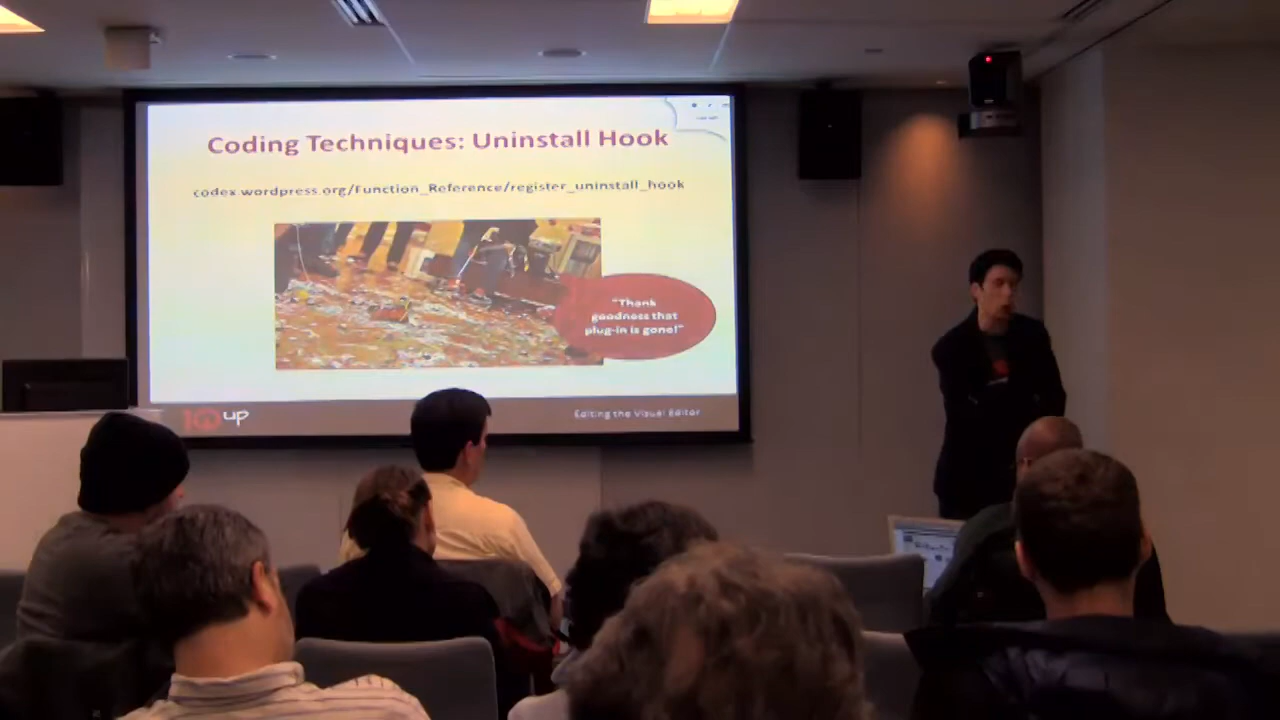 Coding Techniques: Uninstall Hook
codex.wordpress.org/Function_Reference/register_uninstall_hook
"Thank
goodness that
plug-in is gone!"
10up
Editing the Visual Editor